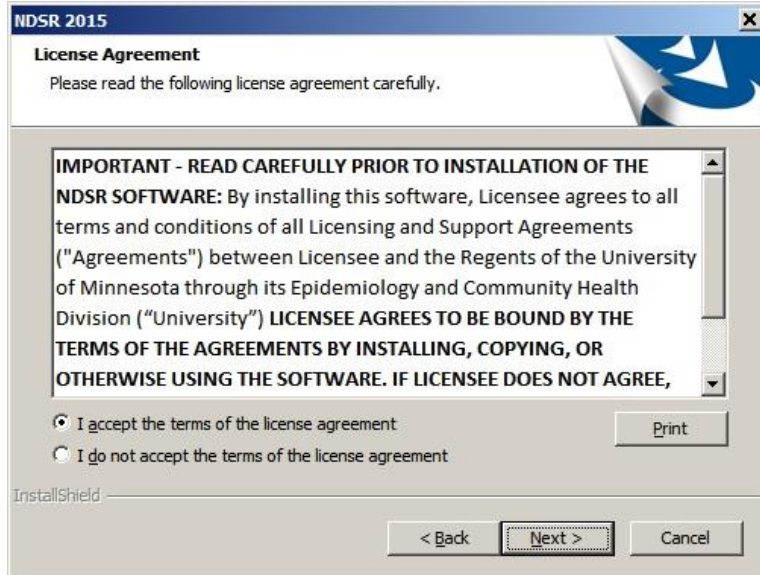 NDSR 2015
License Agreement
Please read the following license agreement carefully.
IMPORTANT - READ CAREFULLY PRIOR TO INSTALLATION OF THE
NDSR SOFTWARE: By installing this software, Licensee agrees to all
terms and conditions of all Licensing and Support Agreements
("Agreements") between Licensee and the Regents of the University
of Minnesota through its Epidemiology and Community Health
Division (“University”) LICENSEE AGREES TO BE BOUND BY THE
TERMS OF THE AGREEMENTS BY INSTALLING, COPYING, OR
OTHERWISE USING THE SOFTWARE. IF LICENSEE DOES NOT AGREE,
I accept the terms of the license agreement
Print
I do not accept the terms of the license agreement
InstallShield
< Back Next > Cancel